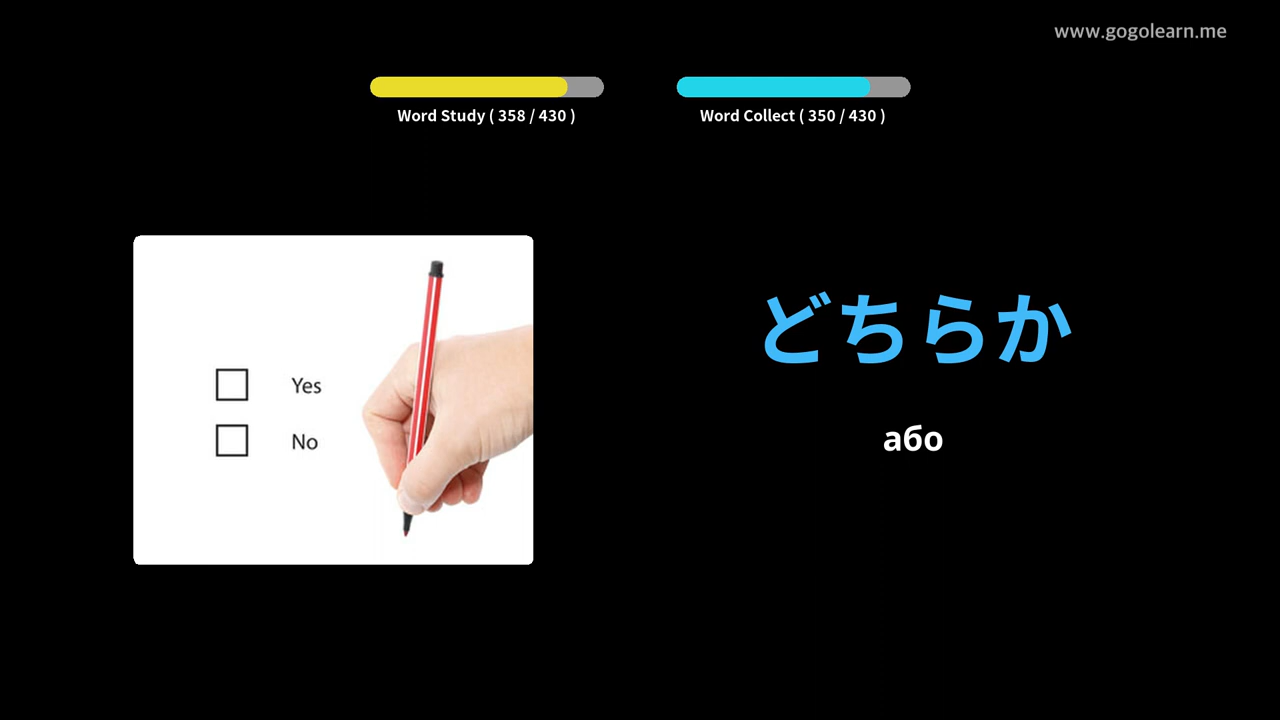 www.gogolearn.me
Word Study ( 358 / 430 )
Word Collect ( 350 / 430 )
Yes
No
どちらか
або